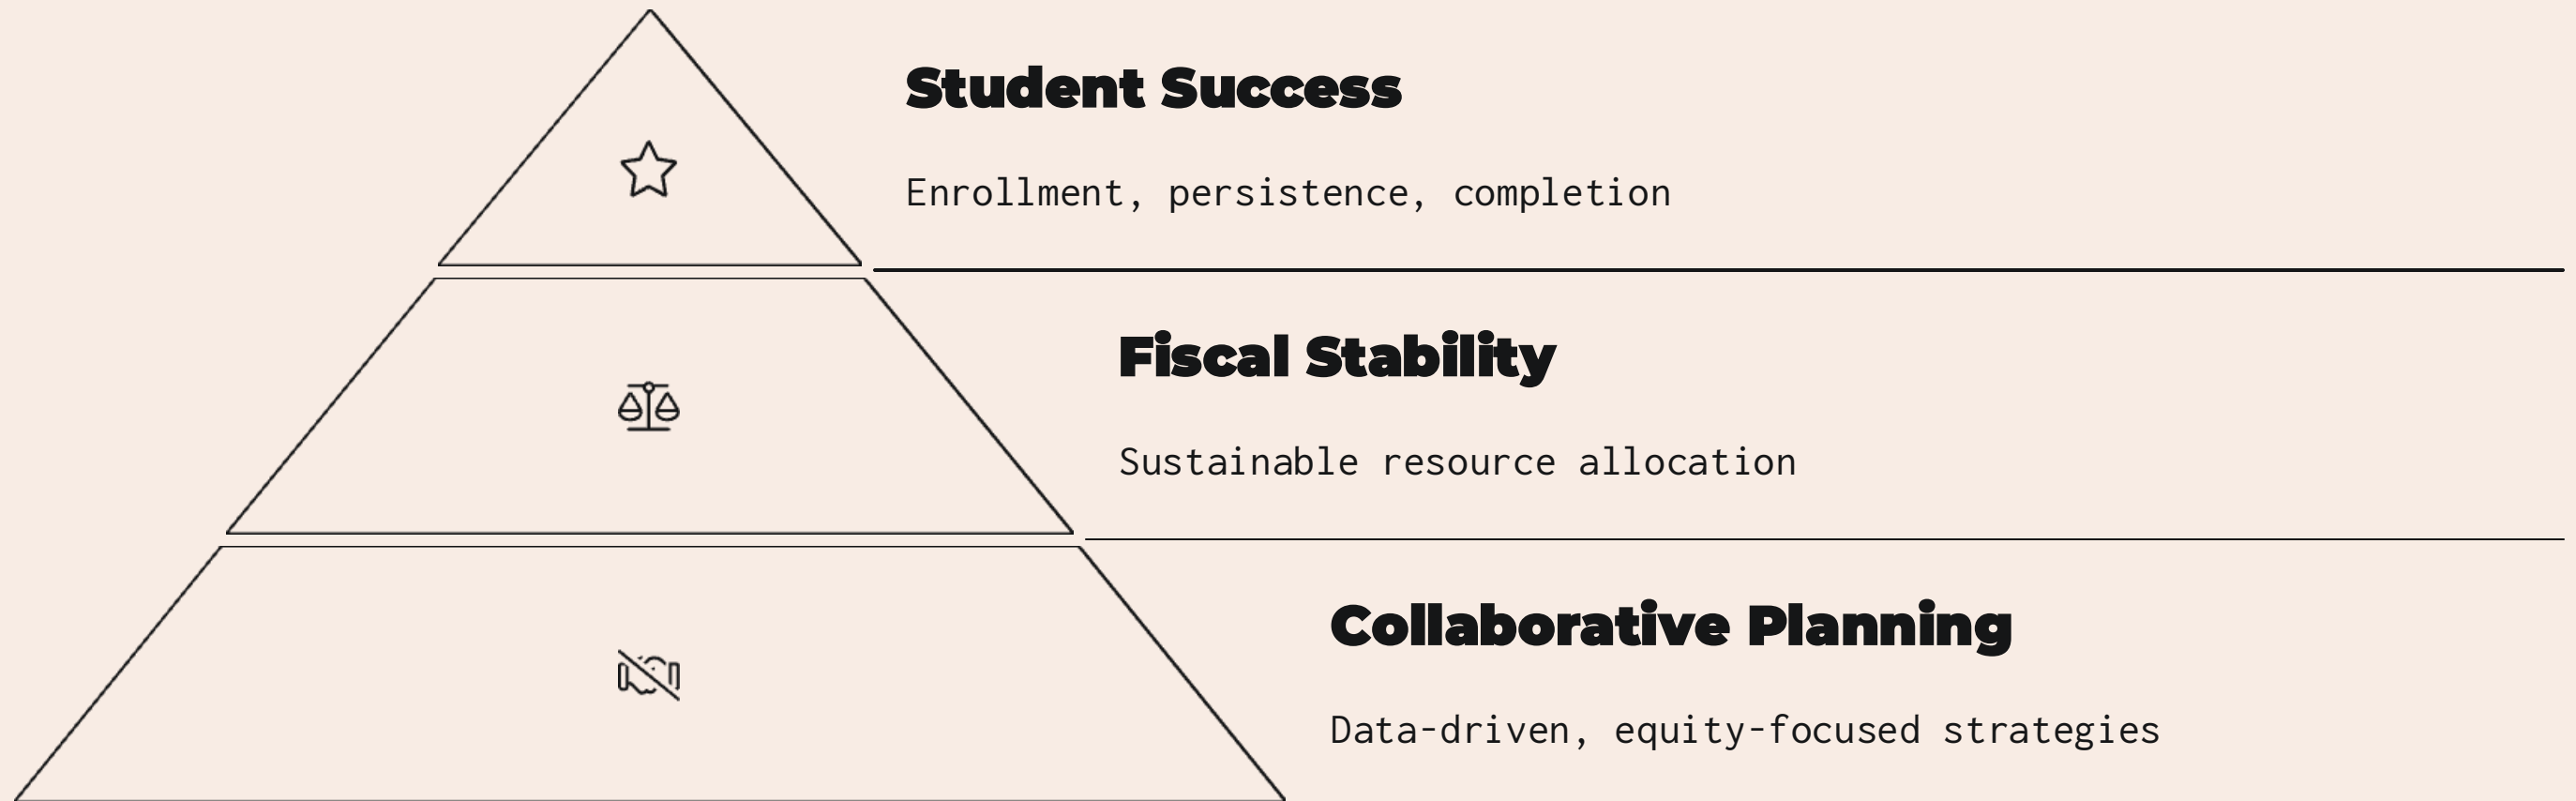 Student Success
Enrollment, persistence, completion
Fiscal Stability
Sustainable resource allocation
Collaborative Planning
Data-driven, equity-focused strategies